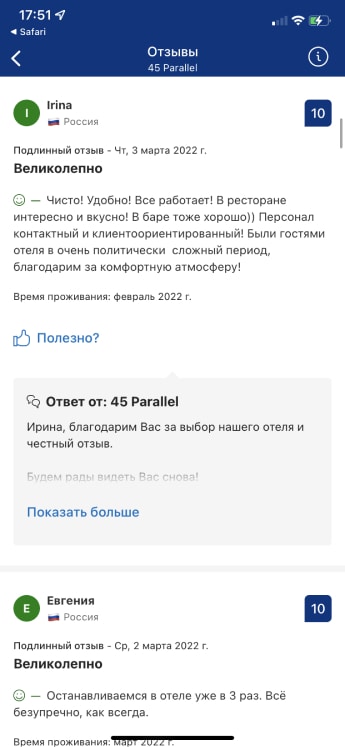 17:51
Safari
Отзывы
45 Parallel
I
Irina
Россия
10
Подлинный отзыв - Чт, 3 марта 2022 г.
Великолепно
— Чисто! Удобно! Все работает! В ресторане
интересно и вкусно! В баре тоже хорошо)) Персонал
контактный и клиентоориентированный! Были гостями
отеля в очень политически сложный период,
благодарим за комфортную атмосферу!
Время проживания: февраль 2022 г.
Полезно?
Ответ от: 45 Parallel
Ирина, благодарим Вас за выбор нашего отеля и
честный отзыв.
Будем рады видеть Вас снова!
Показать больше
Е
Евгения
Россия
10
Подлинный отзыв - Ср, 2 марта 2022 г.
Великолепно
— Останавливаемся в отеле уже в 3 раз. Всё
безупречно, как всегда.
Время проживания: март 2022 г.